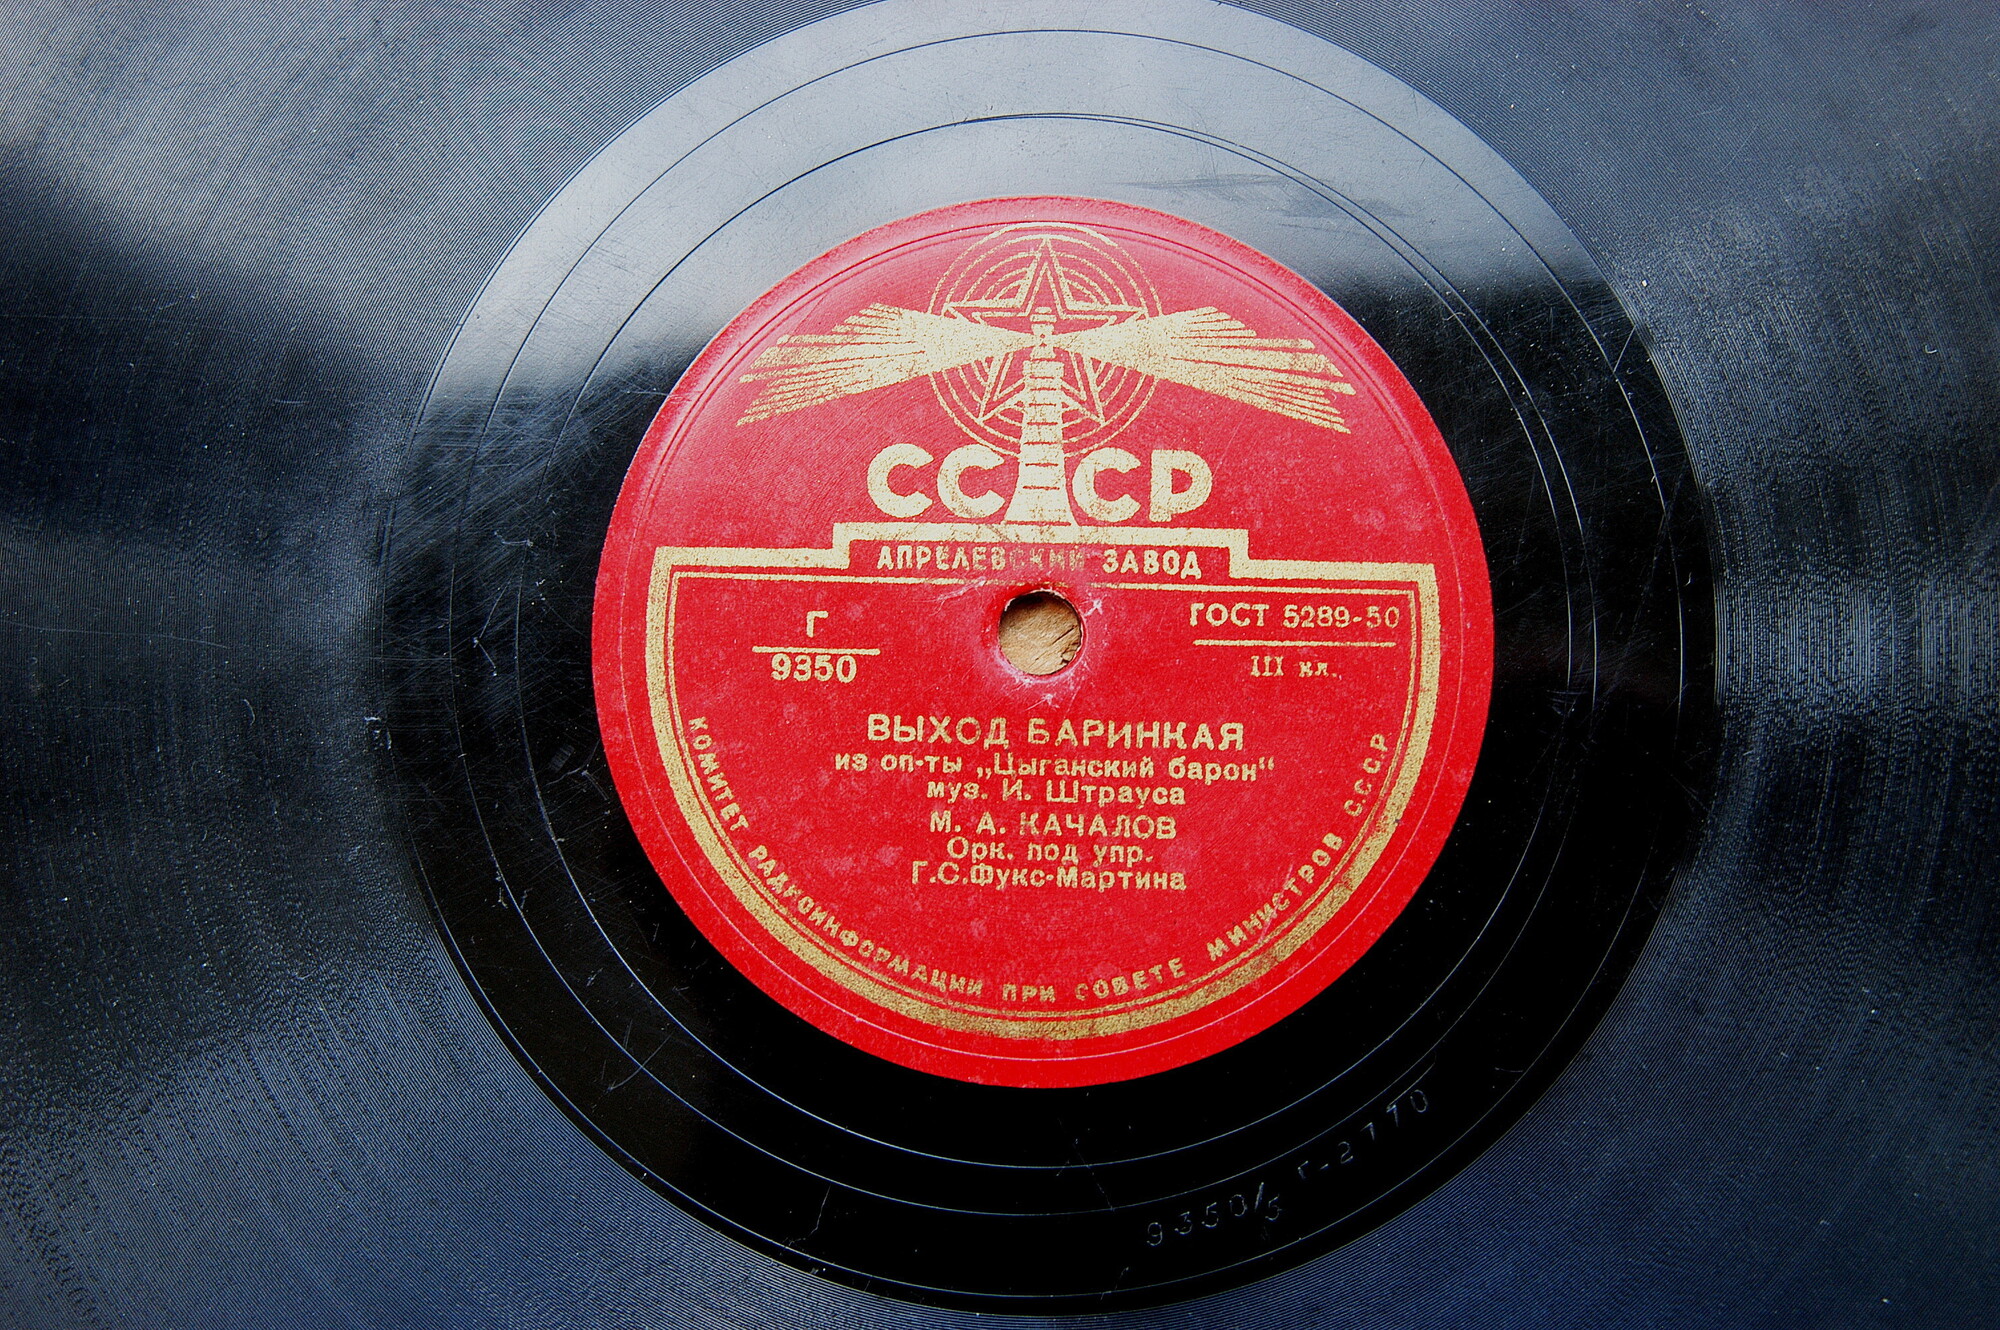 СССР
АПРЕЛЕВСКИЙ ЗАВОД
Г
9350
ГОСТ 5289-50
III кл.
ВЫХОД БАРИНКАЯ
из оп-ты „Цыганский барон“
муз. И. Штрауса
М. А. КАЧАЛОВ
Орк. под упр.
Г.С.Фукс-Мартина
КОМИТЕТ РАДИОИНФОРМАЦИИ ПРИ СОВЕТЕ МИНИСТРОВ СССР
9350/5 Г-2770